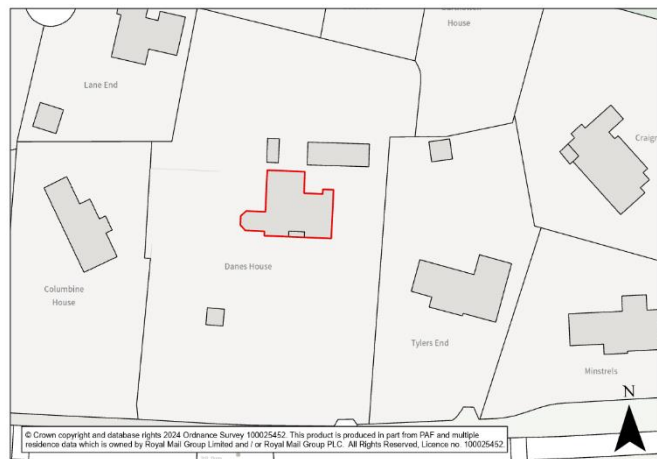 House
Lane End
Craign
Danes House
Columbine
House
Tylers End
Minstrels
N
© Crown copyright and database rights 2024 Ordnance Survey 100025452. This product is produced in part from PAF and multiple
residence data which is owned by Royal Mail Group Limited and / or Royal Mail Group PLC. All Rights Reserved, Licence no. 100025452.